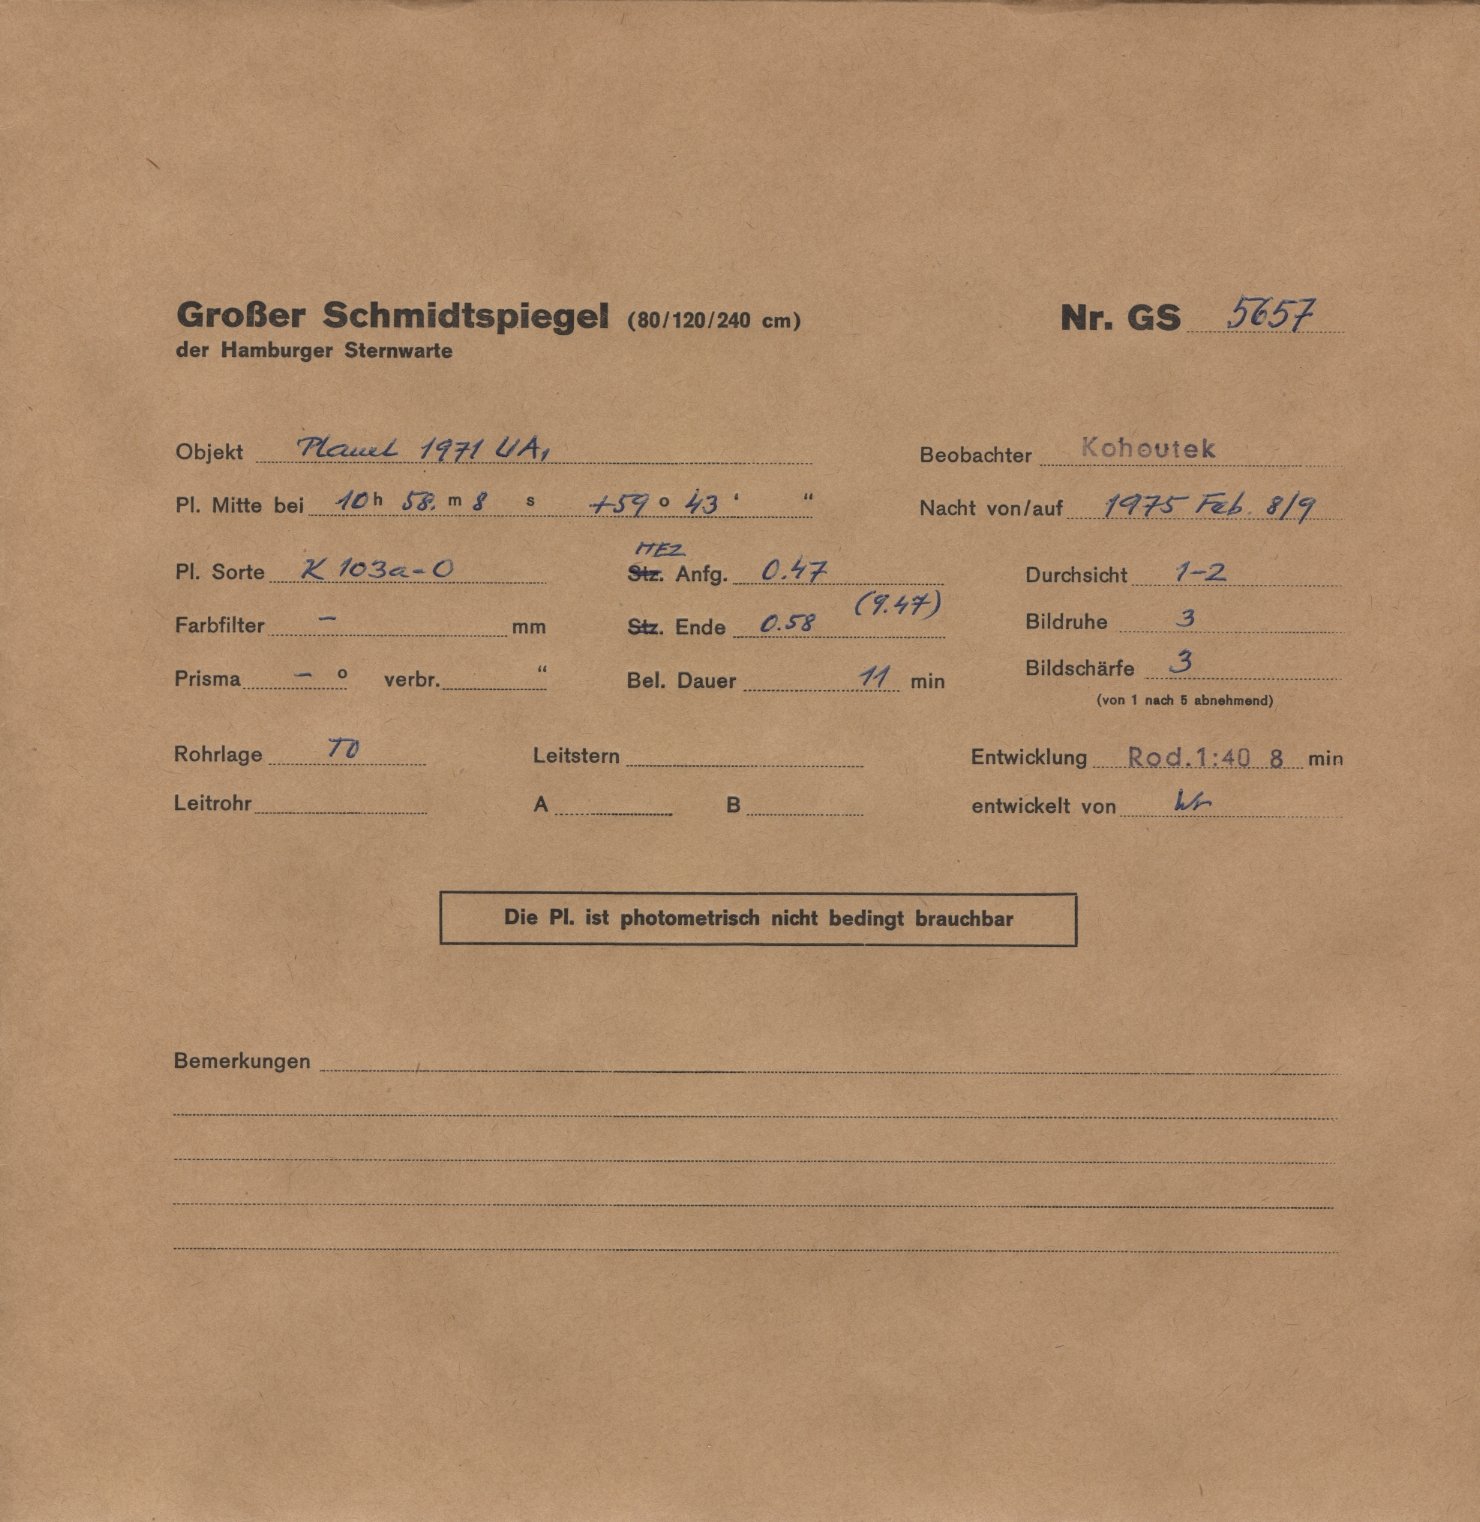 Großer Schmidtspiegel (80/120/240 cm) Nr. GS 5657
der Hamburger Sternwarte
Objekt Planet 1971 UA₁ Beobachter Kohoutek
Pl. Mitte bei 10 h 58. m 8 s +59 o 43 ‘ “ Nacht von/auf 1975 Feb. 8/9
MEZ
Pl. Sorte K 103a-O Stz. Anfg. 0.47 Durchsicht 1-2
(9.47)
Farbfilter – mm Stz. Ende 0.58 Bildruhe 3
Prisma – o verbr. “ Bel. Dauer 11 min Bildschärfe 3
(von 1 nach 5 abnehmend)
Rohrlage TO Leitstern Entwicklung Rod.1:40 8 min
Leitrohr A B entwickelt von
Die Pl. ist photometrisch nicht bedingt brauchbar
Bemerkungen